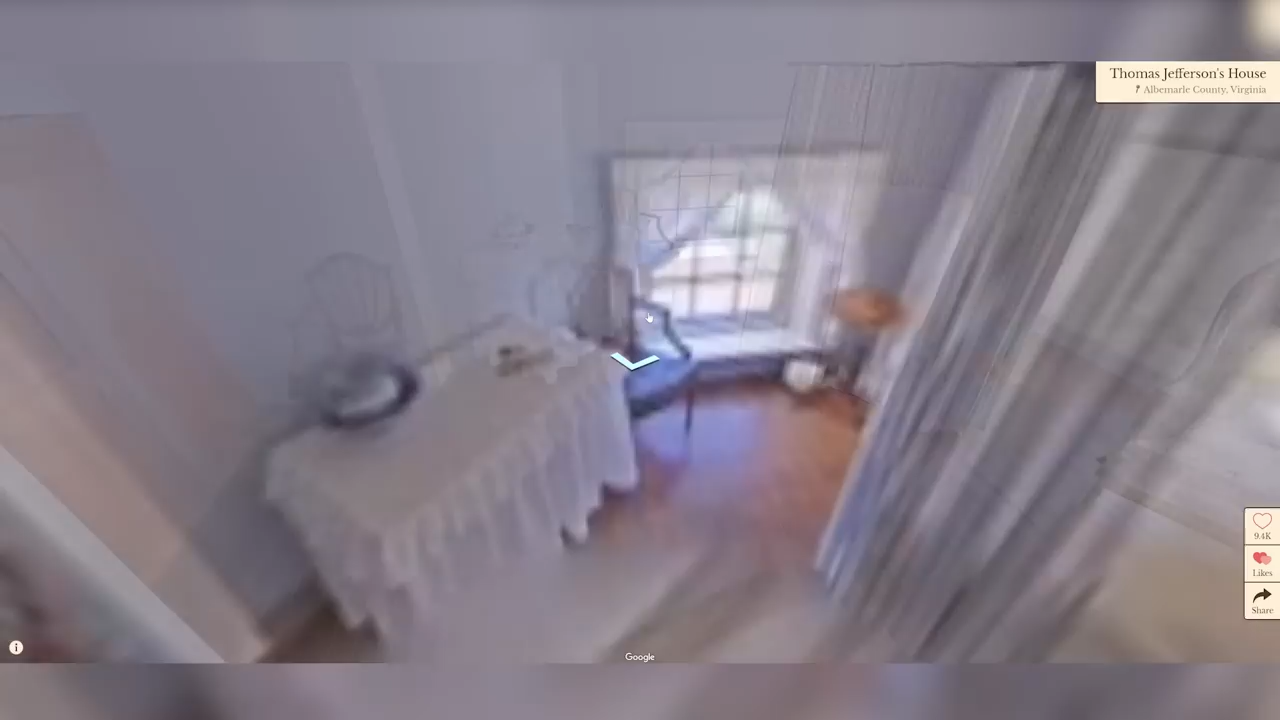 Thomas Jefferson's House
Albemarle County, Virginia
9.4K
Likes
Share
Google